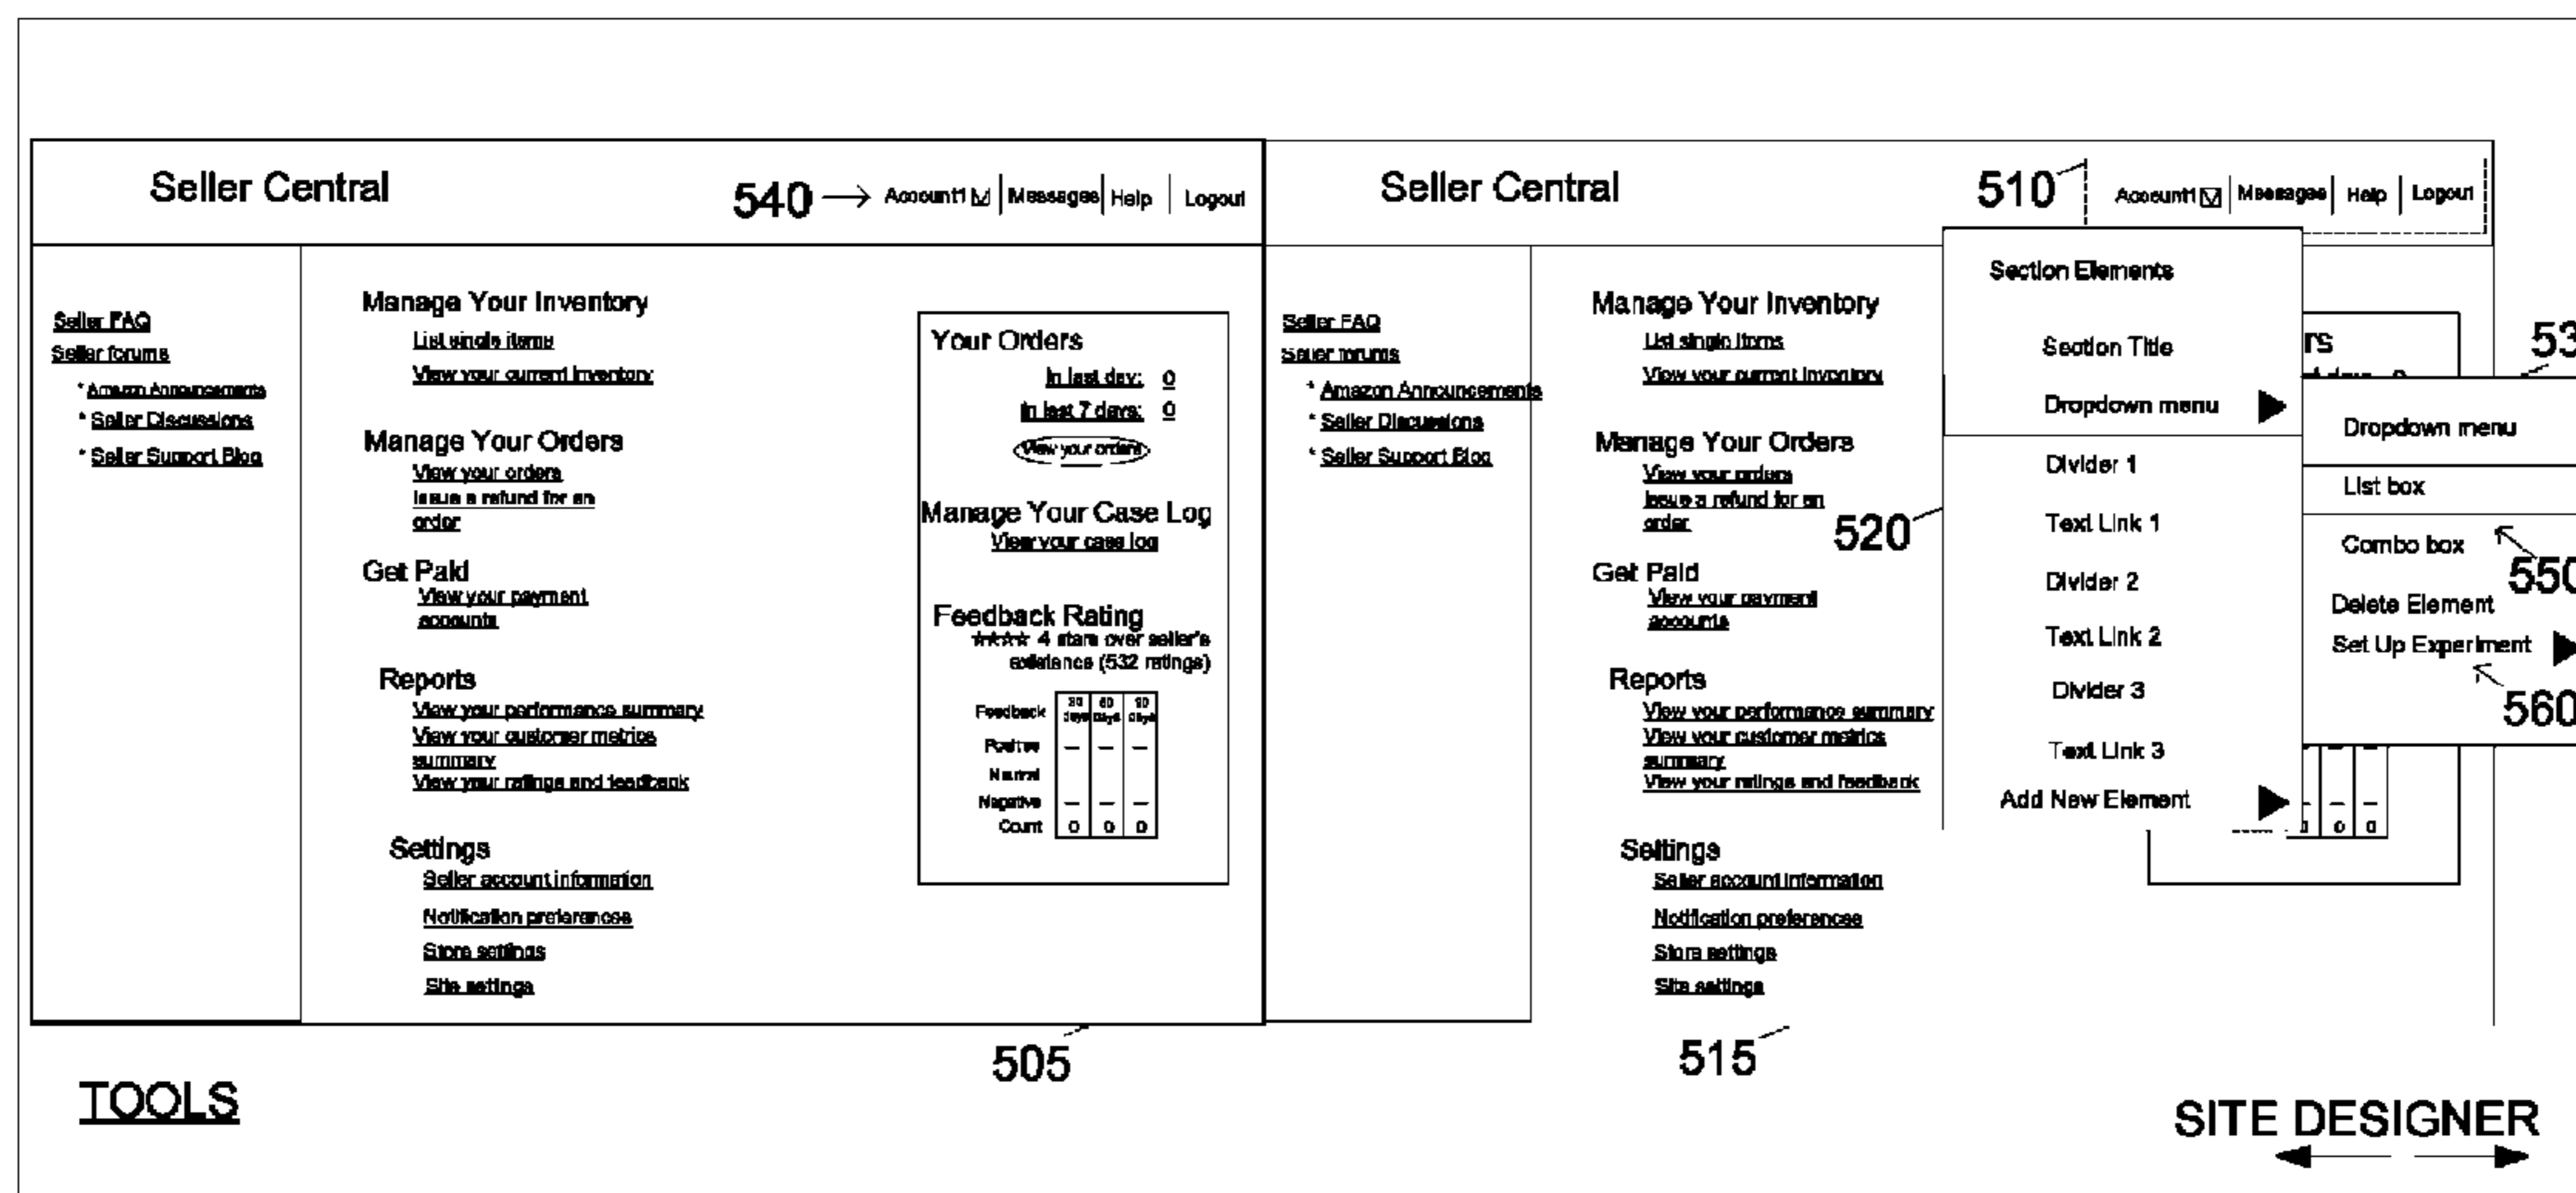 Seller Central
540
Account1
Messages
Help
Logout
Seller FAQ
Seller forums
* Amazon Announcements
* Seller Discussions
* Seller Support Blog
Manage Your Inventory
List single items
View your current inventory
Manage Your Orders
View your orders
Issue a refund for an
order
Get Paid
View your payment
accounts
Reports
View your performance summary
View your customer metrics
summary
View your ratings and feedback
Settings
Seller account information
Notification preferences
Store settings
Site settings
Your Orders
In last day: 0
In last 7 days: 0
View your orders
Manage Your Case Log
View your case log
Feedback Rating
☆☆☆☆ 4 stars over seller's
existence (532 ratings)
Feedback 30 60 90
days days days
Positive – – –
Neutral
Negative – – –
Count 0 0 0
505
Seller Central
510
Account1
Messages
Help
Logout
Seller FAQ
Seller forums
* Amazon Announcements
* Seller Discussions
* Seller Support Blog
Manage Your Inventory
List single items
View your current inventory
Manage Your Orders
View your orders
Issue a refund for an
order
Get Paid
View your payment
accounts
Reports
View your performance summary
View your customer metrics
summary
View your ratings and feedback
Settings
Seller account information
Notification preferences
Store settings
Site settings
515
520
Section Elements
Section Title
Dropdown menu
Divider 1
Text Link 1
Divider 2
Text Link 2
Divider 3
Text Link 3
Add New Element
rs
53
Dropdown menu
List box
Combo box
550
Delete Element
Set Up Experiment
560
– –
0 0
TOOLS
SITE DESIGNER